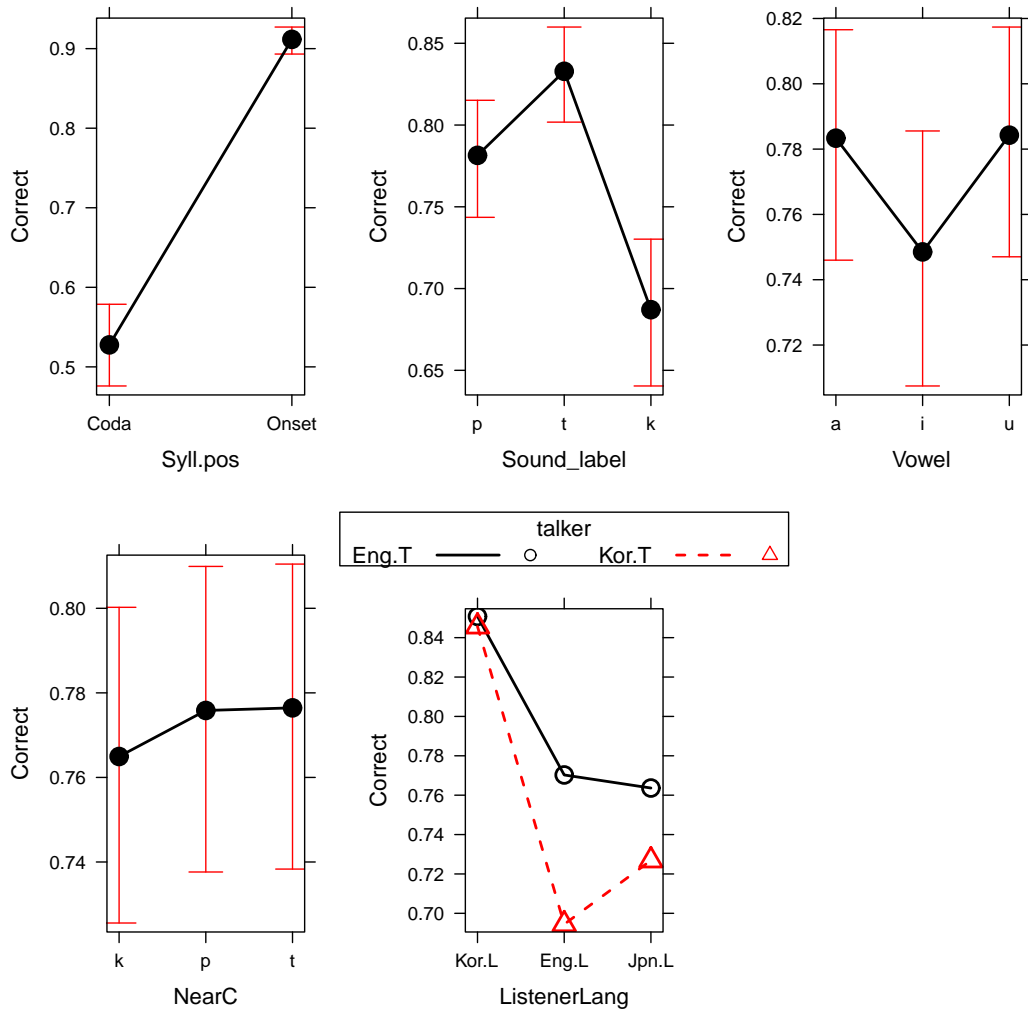 Correct
0.9
0.8
0.7
0.6
0.5
Coda Onset
Syll.pos
Correct
0.85
0.80
0.75
0.70
0.65
p t k
Sound_label
Correct
0.82
0.80
0.78
0.76
0.74
0.72
a i u
Vowel
Correct
0.80
0.78
0.76
0.74
k p t
NearC
talker
Eng.T Kor.T
Correct
0.84
0.82
0.80
0.78
0.76
0.74
0.72
0.70
Kor.L Eng.L Jpn.L
ListenerLang